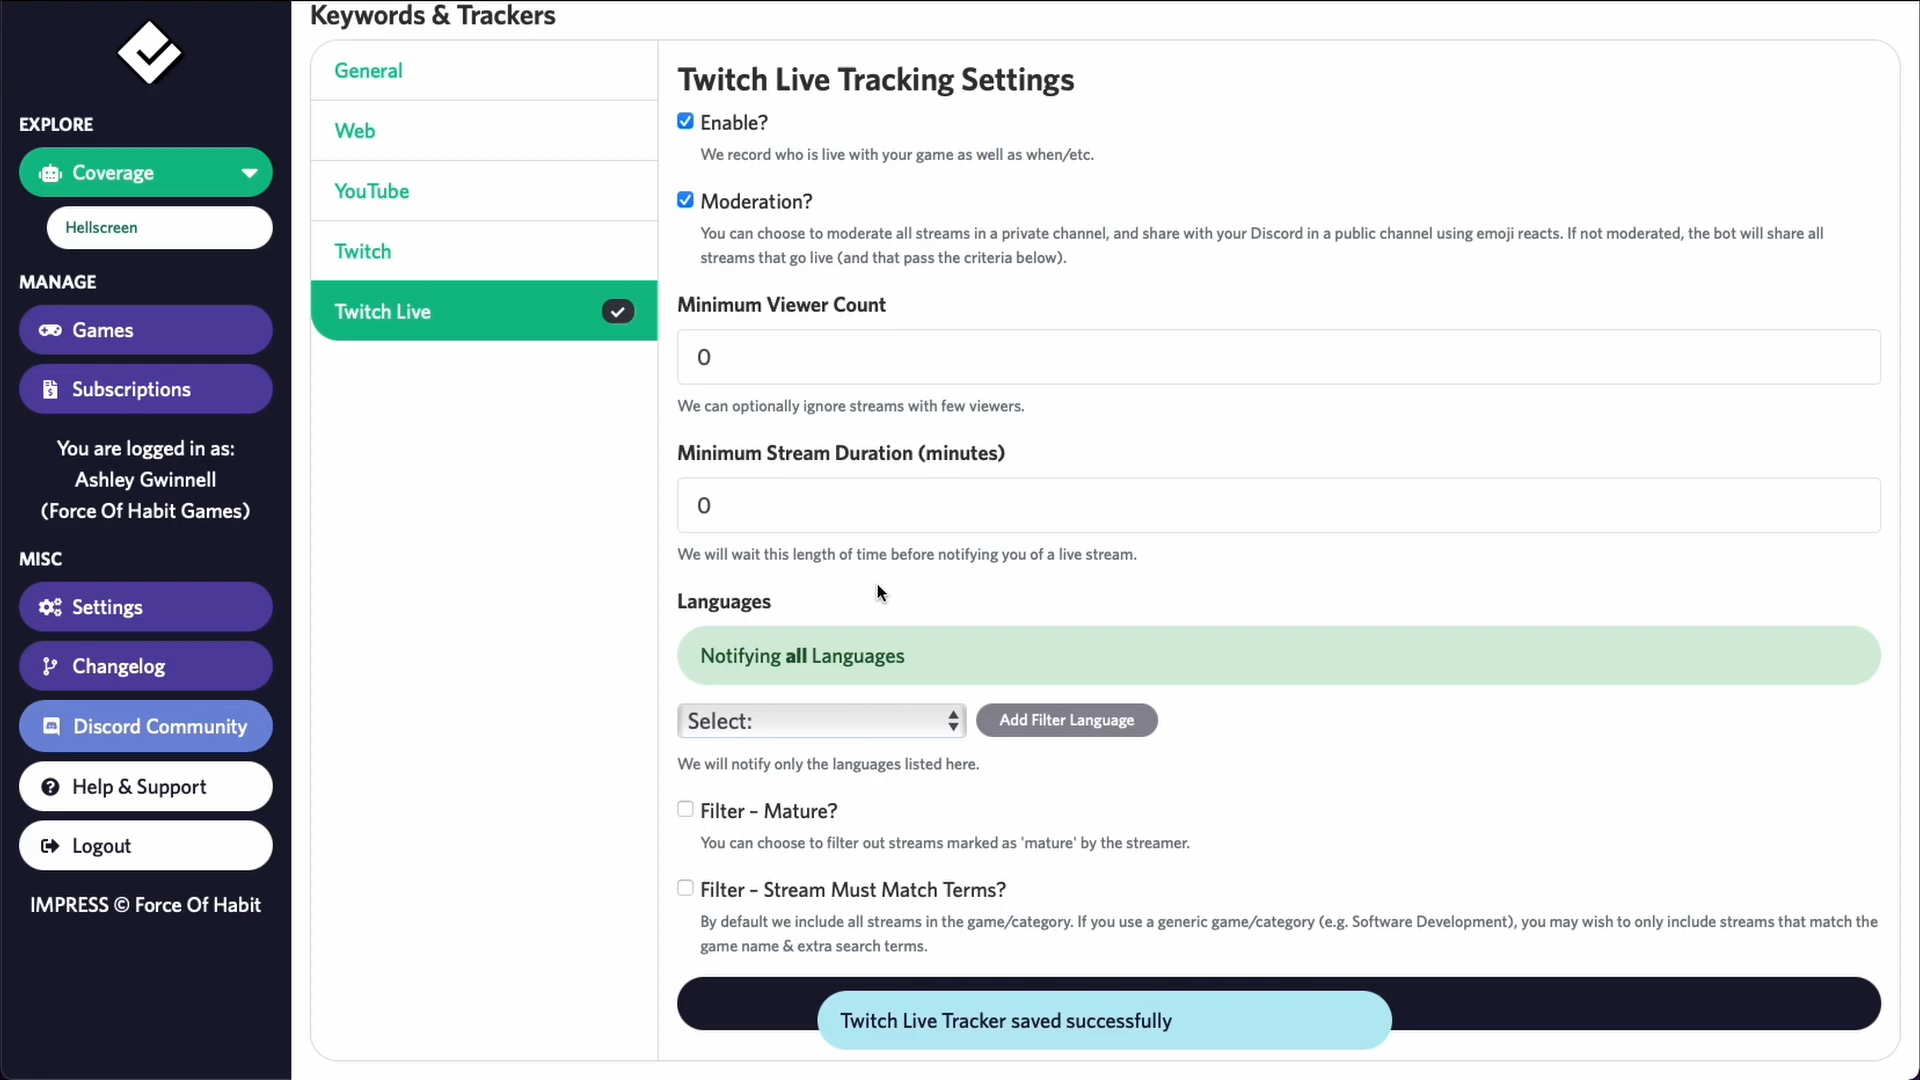 EXPLORE
Coverage
Hellscreen
MANAGE
Games
Subscriptions
You are logged in as:
Ashley Gwinnell
(Force Of Habit Games)
MISC
Settings
Changelog
Discord Community
Help & Support
Logout
IMPRESS © Force Of Habit
Keywords & Trackers
General
Web
YouTube
Twitch
Twitch Live
Twitch Live Tracking Settings
Enable?
We record who is live with your game as well as when/etc.
Moderation?
You can choose to moderate all streams in a private channel, and share with your Discord in a public channel using emoji reacts. If not moderated, the bot will share all
streams that go live (and that pass the criteria below).
Minimum Viewer Count
0
We can optionally ignore streams with few viewers.
Minimum Stream Duration (minutes)
0
We will wait this length of time before notifying you of a live stream.
Languages
Notifying all Languages
Select:
Add Filter Language
We will notify only the languages listed here.
Filter – Mature?
You can choose to filter out streams marked as 'mature' by the streamer.
Filter – Stream Must Match Terms?
By default we include all streams in the game/category. If you use a generic game/category (e.g. Software Development), you may wish to only include streams that match the
game name & extra search terms.
Twitch Live Tracker saved successfully